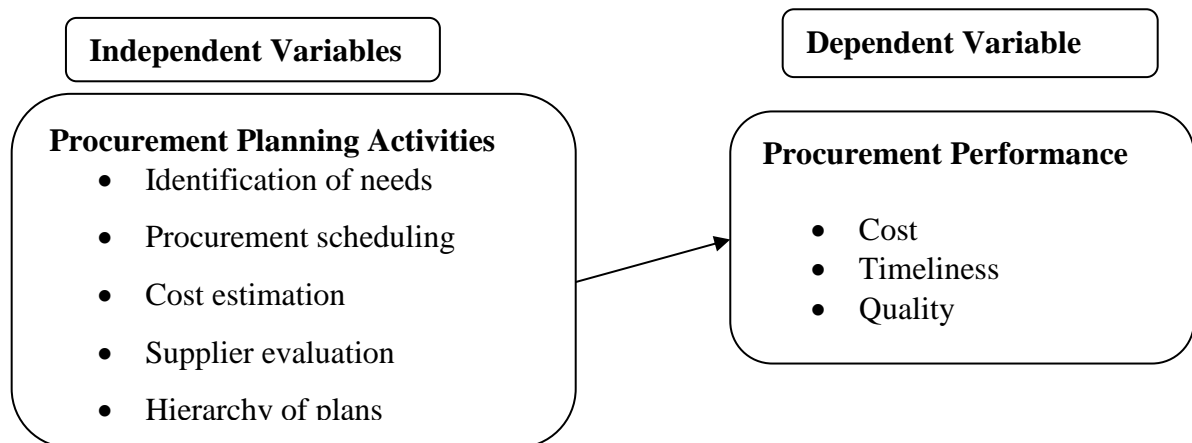 Independent Variables
Dependent Variable
Procurement Planning Activities
• Identification of needs
• Procurement scheduling
• Cost estimation
• Supplier evaluation
• Hierarchy of plans
Procurement Performance
• Cost
• Timeliness
• Quality